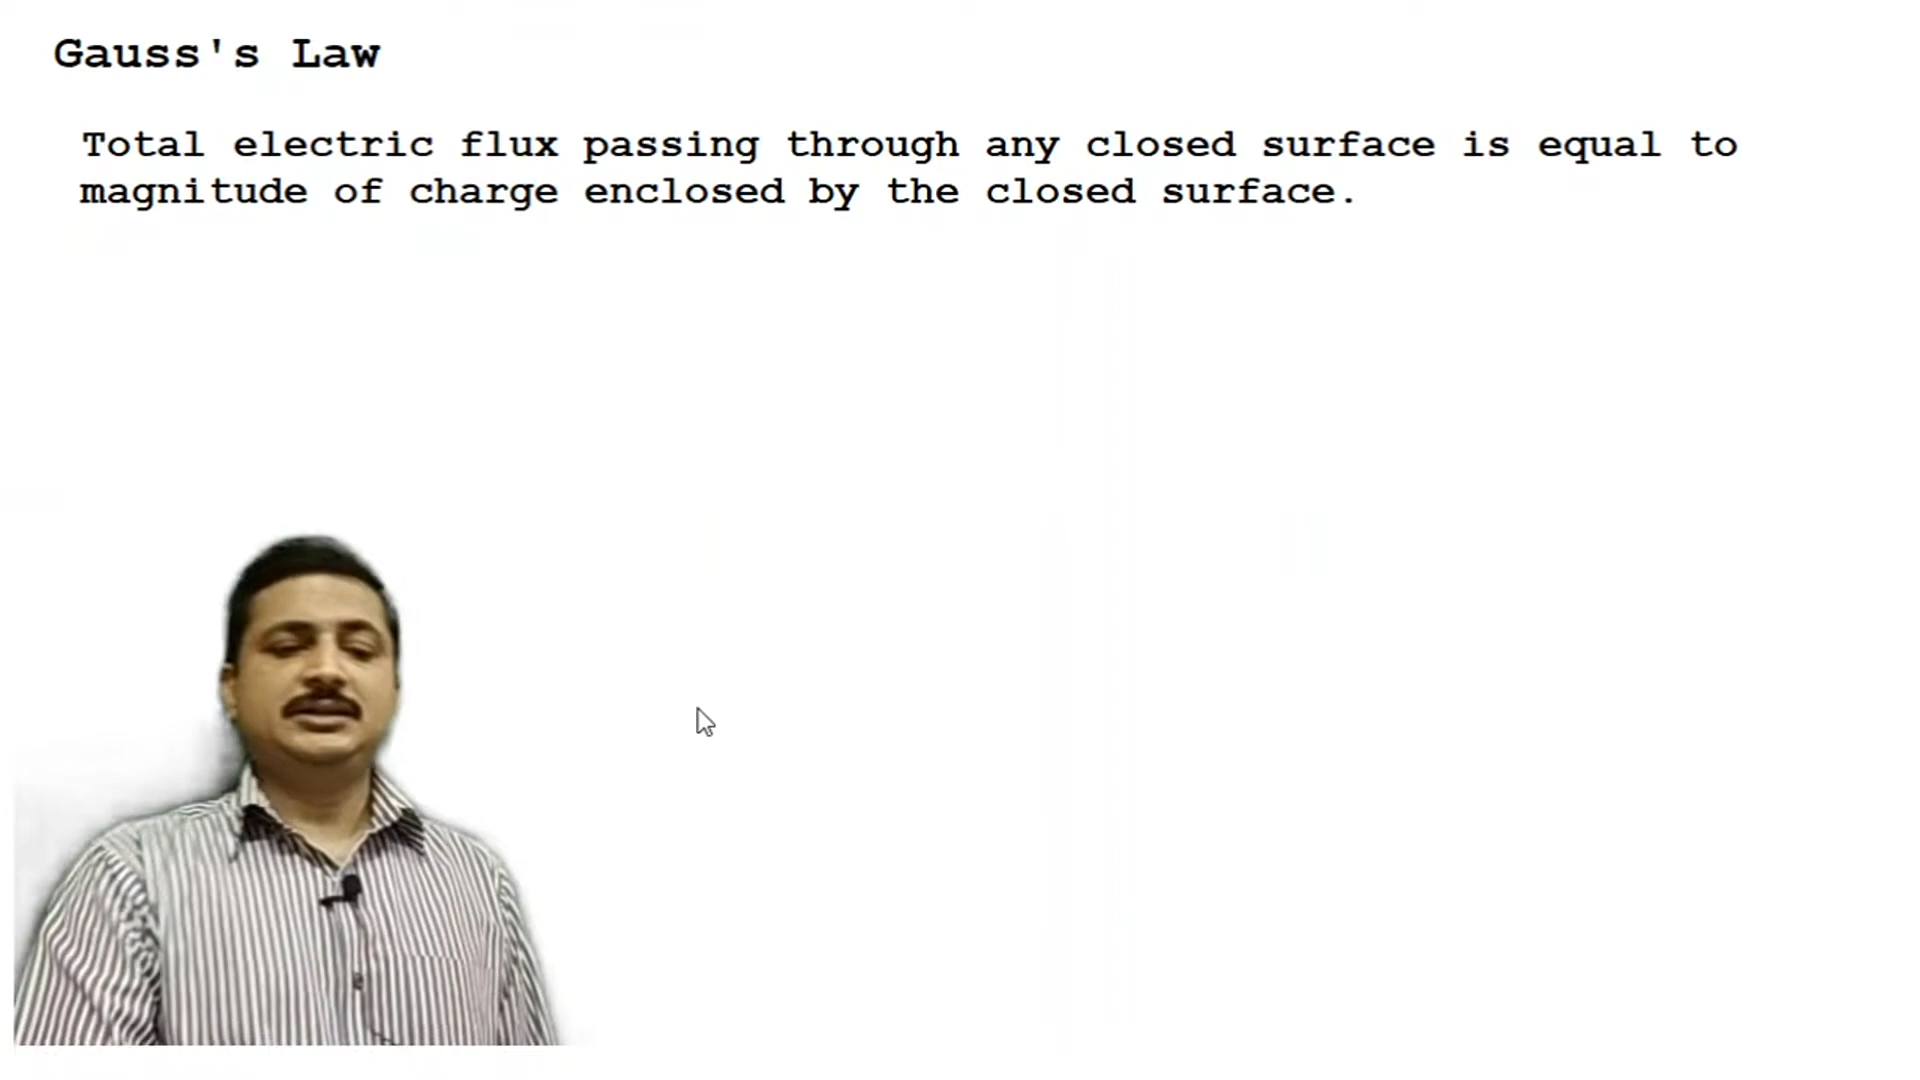 Gauss's Law
Total electric flux passing through any closed surface is equal to
magnitude of charge enclosed by the closed surface.